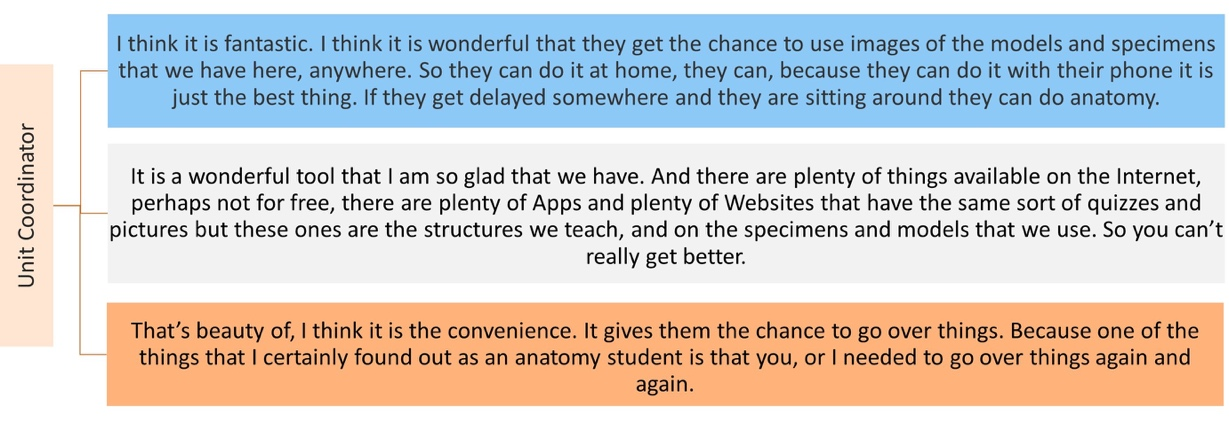 Unit Coordinator
I think it is fantastic. I think it is wonderful that they get the chance to use images of the models and specimens
that we have here, anywhere. So they can do it at home, they can, because they can do it with their phone it is
just the best thing. If they get delayed somewhere and they are sitting around they can do anatomy.
It is a wonderful tool that I am so glad that we have. And there are plenty of things available on the Internet,
perhaps not for free, there are plenty of Apps and plenty of Websites that have the same sort of quizzes and
pictures but these ones are the structures we teach, and on the specimens and models that we use. So you can’t
really get better.
That’s beauty of, I think it is the convenience. It gives them the chance to go over things. Because one of the
things that I certainly found out as an anatomy student is that you, or I needed to go over things again and
again.